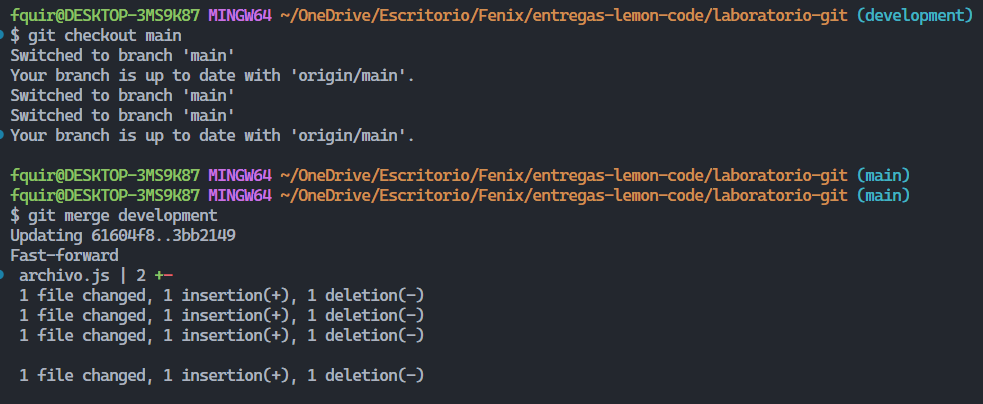 fquir@DESKTOP-3MS9K87 MINGW64 ~/OneDrive/Escritorio/Fenix/entregas-lemon-code/laboratorio-git (development)
$ git checkout main
Switched to branch 'main'
Your branch is up to date with 'origin/main'.
Switched to branch 'main'
Switched to branch 'main'
Your branch is up to date with 'origin/main'.
fquir@DESKTOP-3MS9K87 MINGW64 ~/OneDrive/Escritorio/Fenix/entregas-lemon-code/laboratorio-git (main)
fquir@DESKTOP-3MS9K87 MINGW64 ~/OneDrive/Escritorio/Fenix/entregas-lemon-code/laboratorio-git (main)
$ git merge development
Updating 61604f8..3bb2149
Fast-forward
archivo.js | 2 +-
1 file changed, 1 insertion(+), 1 deletion(-)
1 file changed, 1 insertion(+), 1 deletion(-)
1 file changed, 1 insertion(+), 1 deletion(-)
1 file changed, 1 insertion(+), 1 deletion(-)